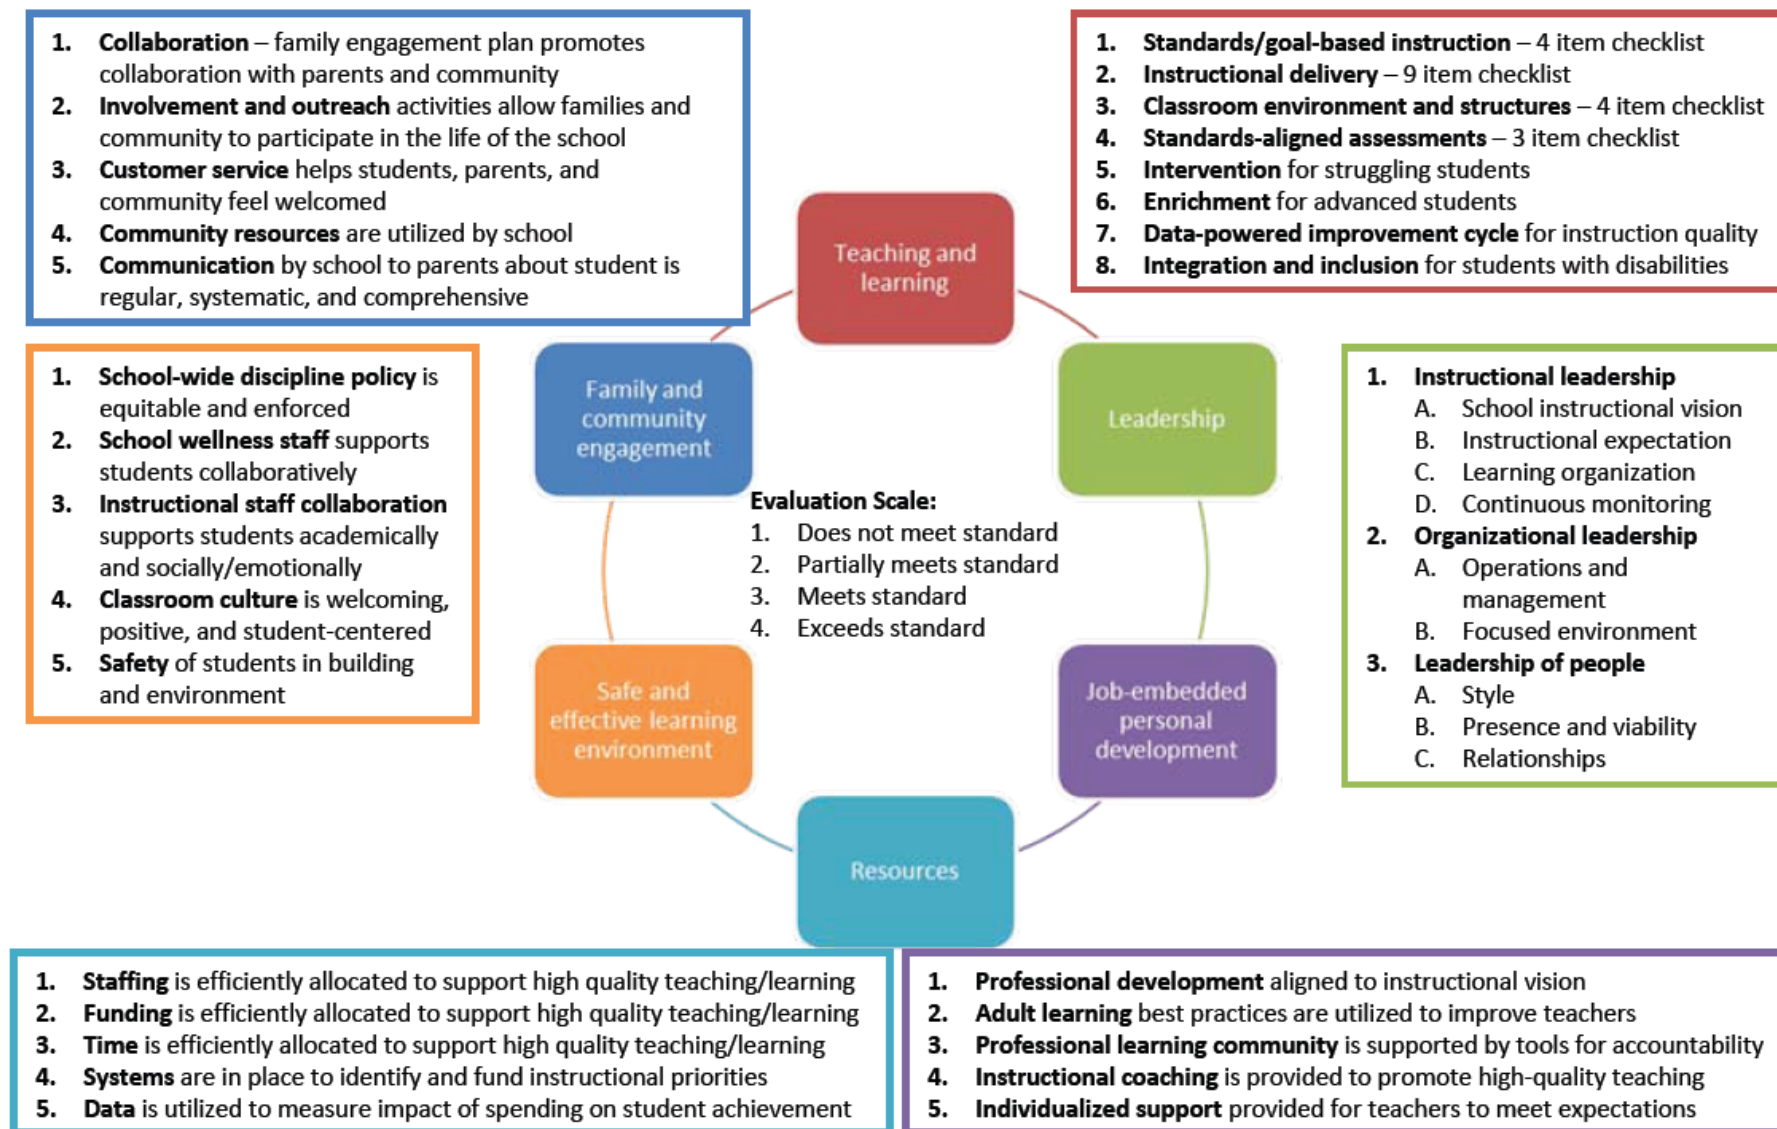 1. Collaboration – family engagement plan promotes
collaboration with parents and community
2. Involvement and outreach activities allow families and
community to participate in the life of the school
3. Customer service helps students, parents, and
community feel welcomed
4. Community resources are utilized by school
5. Communication by school to parents about student is
regular, systematic, and comprehensive
1. Standards/goal-based instruction – 4 item checklist
2. Instructional delivery – 9 item checklist
3. Classroom environment and structures – 4 item checklist
4. Standards-aligned assessments – 3 item checklist
5. Intervention for struggling students
6. Enrichment for advanced students
7. Data-powered improvement cycle for instruction quality
8. Integration and inclusion for students with disabilities
Teaching and
learning
Family and
community
engagement
Leadership
1. School-wide discipline policy is
equitable and enforced
2. School wellness staff supports
students collaboratively
3. Instructional staff collaboration
supports students academically
and socially/emotionally
4. Classroom culture is welcoming,
positive, and student-centered
5. Safety of students in building
and environment
Evaluation Scale:
1. Does not meet standard
2. Partially meets standard
3. Meets standard
4. Exceeds standard
1. Instructional leadership
A. School instructional vision
B. Instructional expectation
C. Learning organization
D. Continuous monitoring
2. Organizational leadership
A. Operations and
management
B. Focused environment
3. Leadership of people
A. Style
B. Presence and viability
C. Relationships
Safe and
effective learning
environment
Job-embedded
personal
development
Resources
1. Staffing is efficiently allocated to support high quality teaching/learning
2. Funding is efficiently allocated to support high quality teaching/learning
3. Time is efficiently allocated to support high quality teaching/learning
4. Systems are in place to identify and fund instructional priorities
5. Data is utilized to measure impact of spending on student achievement
1. Professional development aligned to instructional vision
2. Adult learning best practices are utilized to improve teachers
3. Professional learning community is supported by tools for accountability
4. Instructional coaching is provided to promote high-quality teaching
5. Individualized support provided for teachers to meet expectations